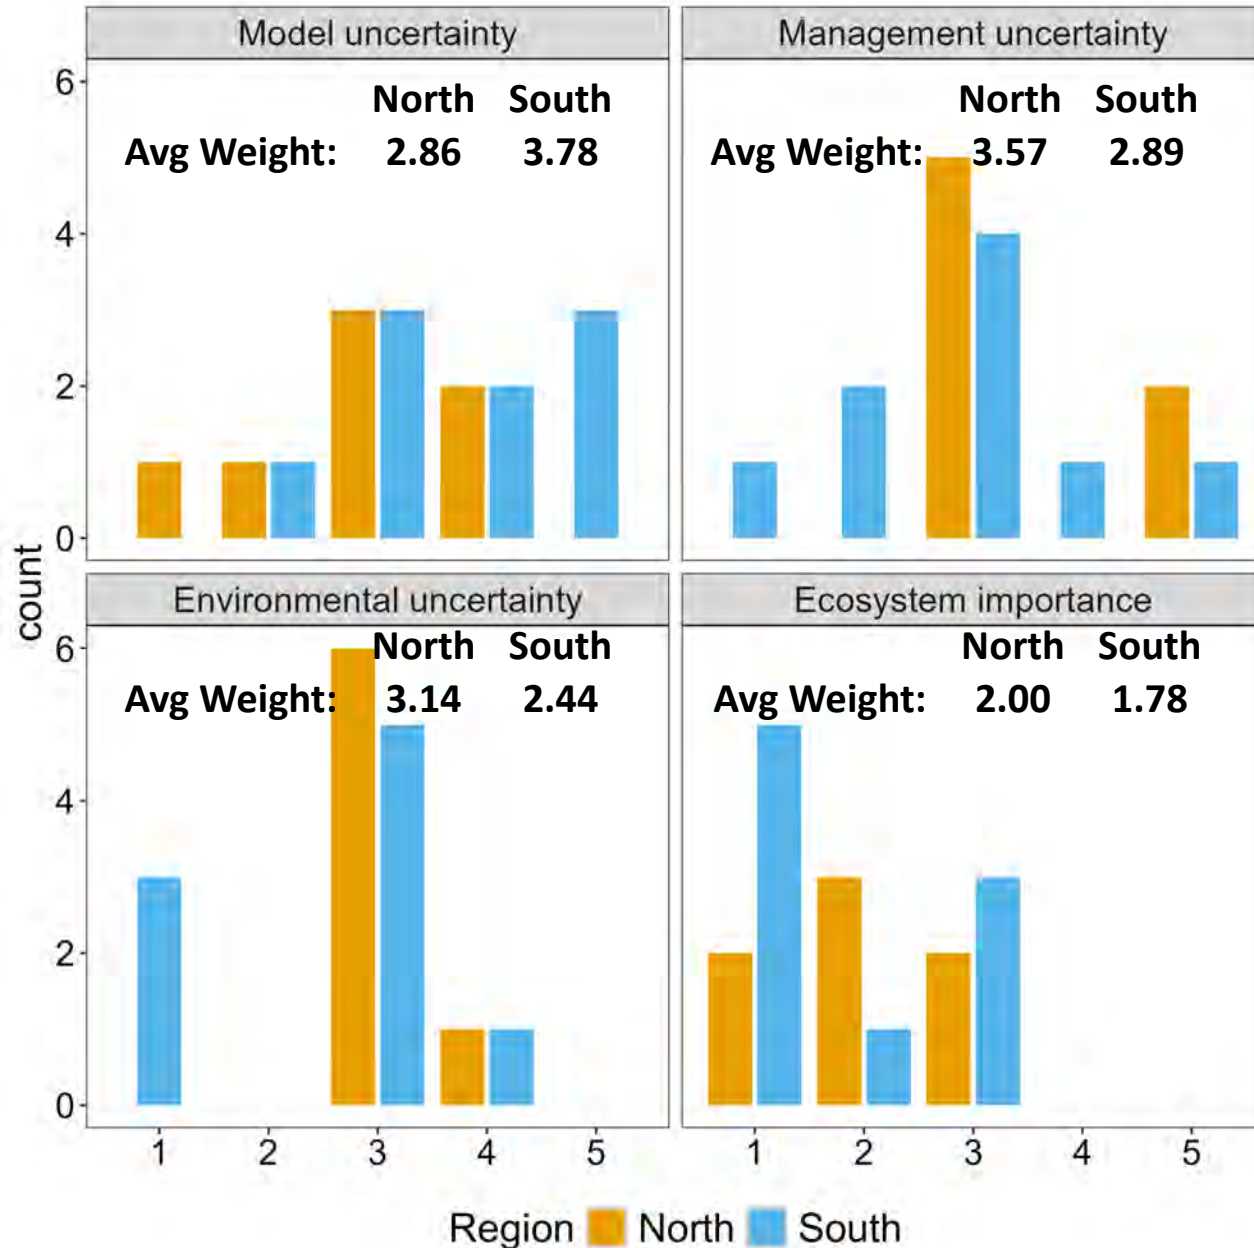 Model uncertainty
Management uncertainty
6
North South
Avg Weight: 2.86 3.78
North South
Avg Weight: 3.57 2.89
4
2
0
count
Environmental uncertainty
Ecosystem importance
6
North South
Avg Weight: 3.14 2.44
North South
Avg Weight: 2.00 1.78
4
2
0
1 2 3 4 5
1 2 3 4 5
Region North South